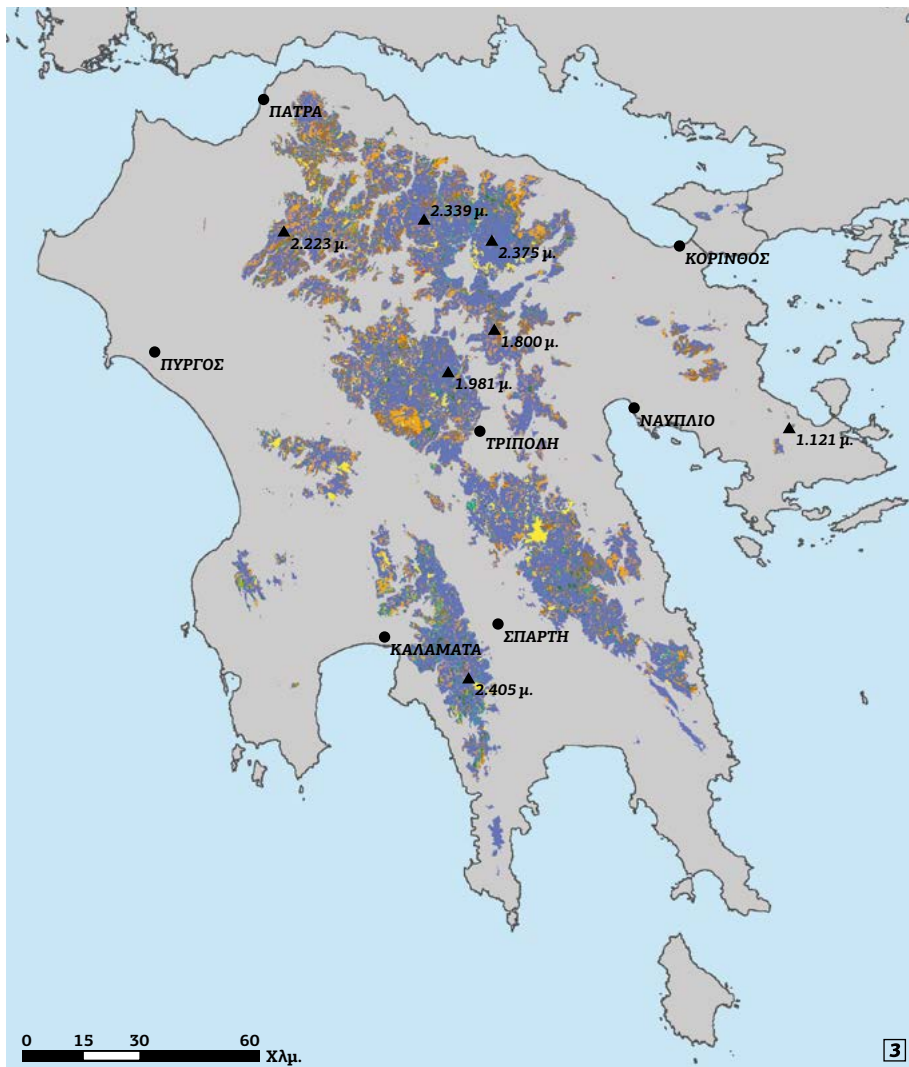 ΠΑΤΡΑ
2.339 μ.
2.223 μ.
2.375 μ.
ΚΟΡΙΝΘΟΣ
1.800 μ.
ΠΥΡΓΟΣ
1.981 μ.
ΝΑΥΠΛΙΟ
ΤΡΙΠΟΛΗ
1.121 μ.
ΣΠΑΡΤΗ
ΚΑΛΑΜΑΤΑ
2.405 μ.
0 15 30 60
Χλμ.
3